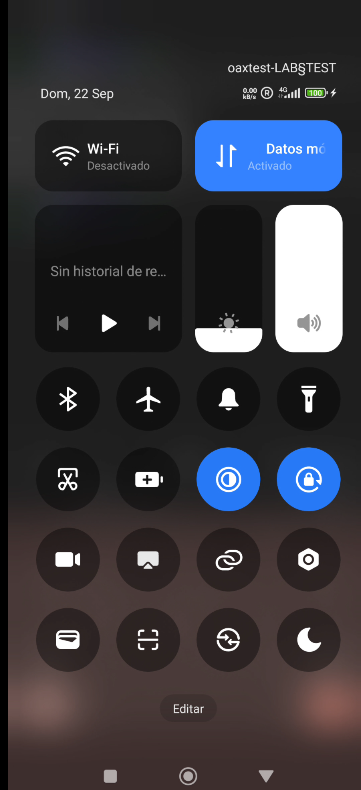 oaxtest-LAB§TEST
Dom, 22 Sep
0.00 kB/s R 4G 100
Wi-Fi
Desactivado
Datos mó
Activado
Sin historial de re...
Editar